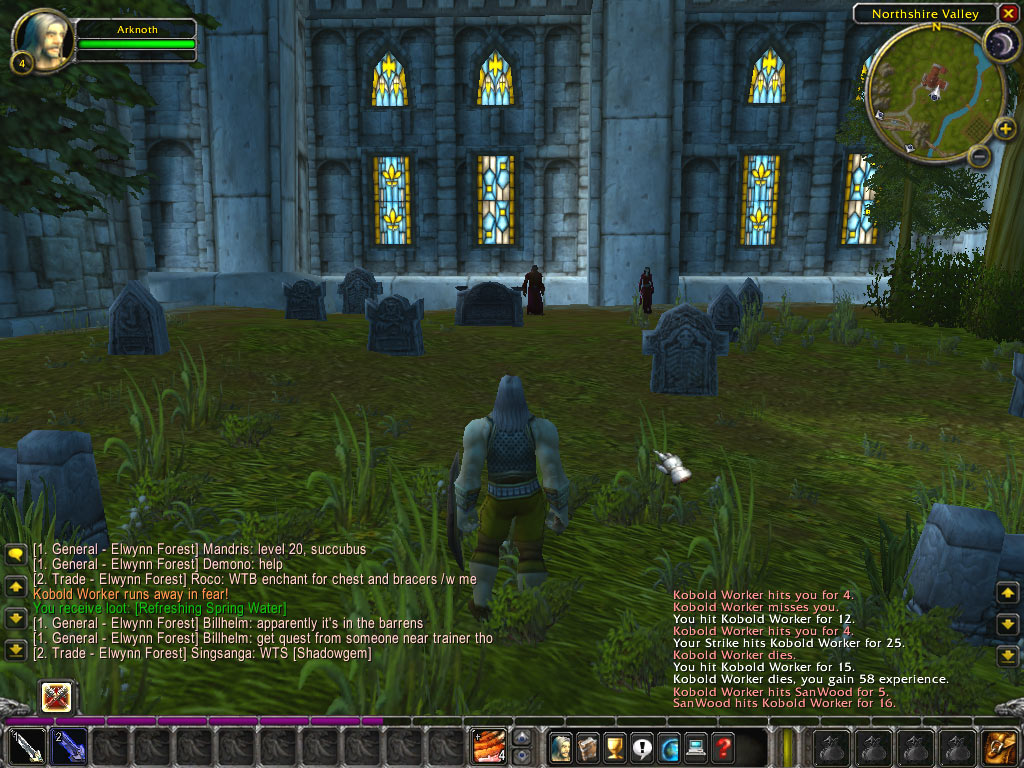 Arknoth
4
Northshire Valley
N
[1. General - Elwynn Forest] Mandris: level 20, succubus
[1. General - Elwynn Forest] Demono: help
[2. Trade - Elwynn Forest] Roco: WTB enchant for chest and bracers /w me
Kobold Worker runs away in fear!
You receive loot: [Refreshing Spring Water]
[1. General - Elwynn Forest] Billhelm: apparently it's in the barrens
[1. General - Elwynn Forest] Billhelm: get quest from someone near trainer tho
[2. Trade - Elwynn Forest] Singsanga: WTS [Shadowgem]
Kobold Worker hits you for 4.
Kobold Worker misses you.
You hit Kobold Worker for 12.
Kobold Worker hits you for 4.
Your Strike hits Kobold Worker for 25.
Kobold Worker dies.
You hit Kobold Worker for 15.
Kobold Worker dies, you gain 58 experience.
Kobold Worker hits SanWood for 5.
SanWood hits Kobold Worker for 16.
1
2
+
4
!
?